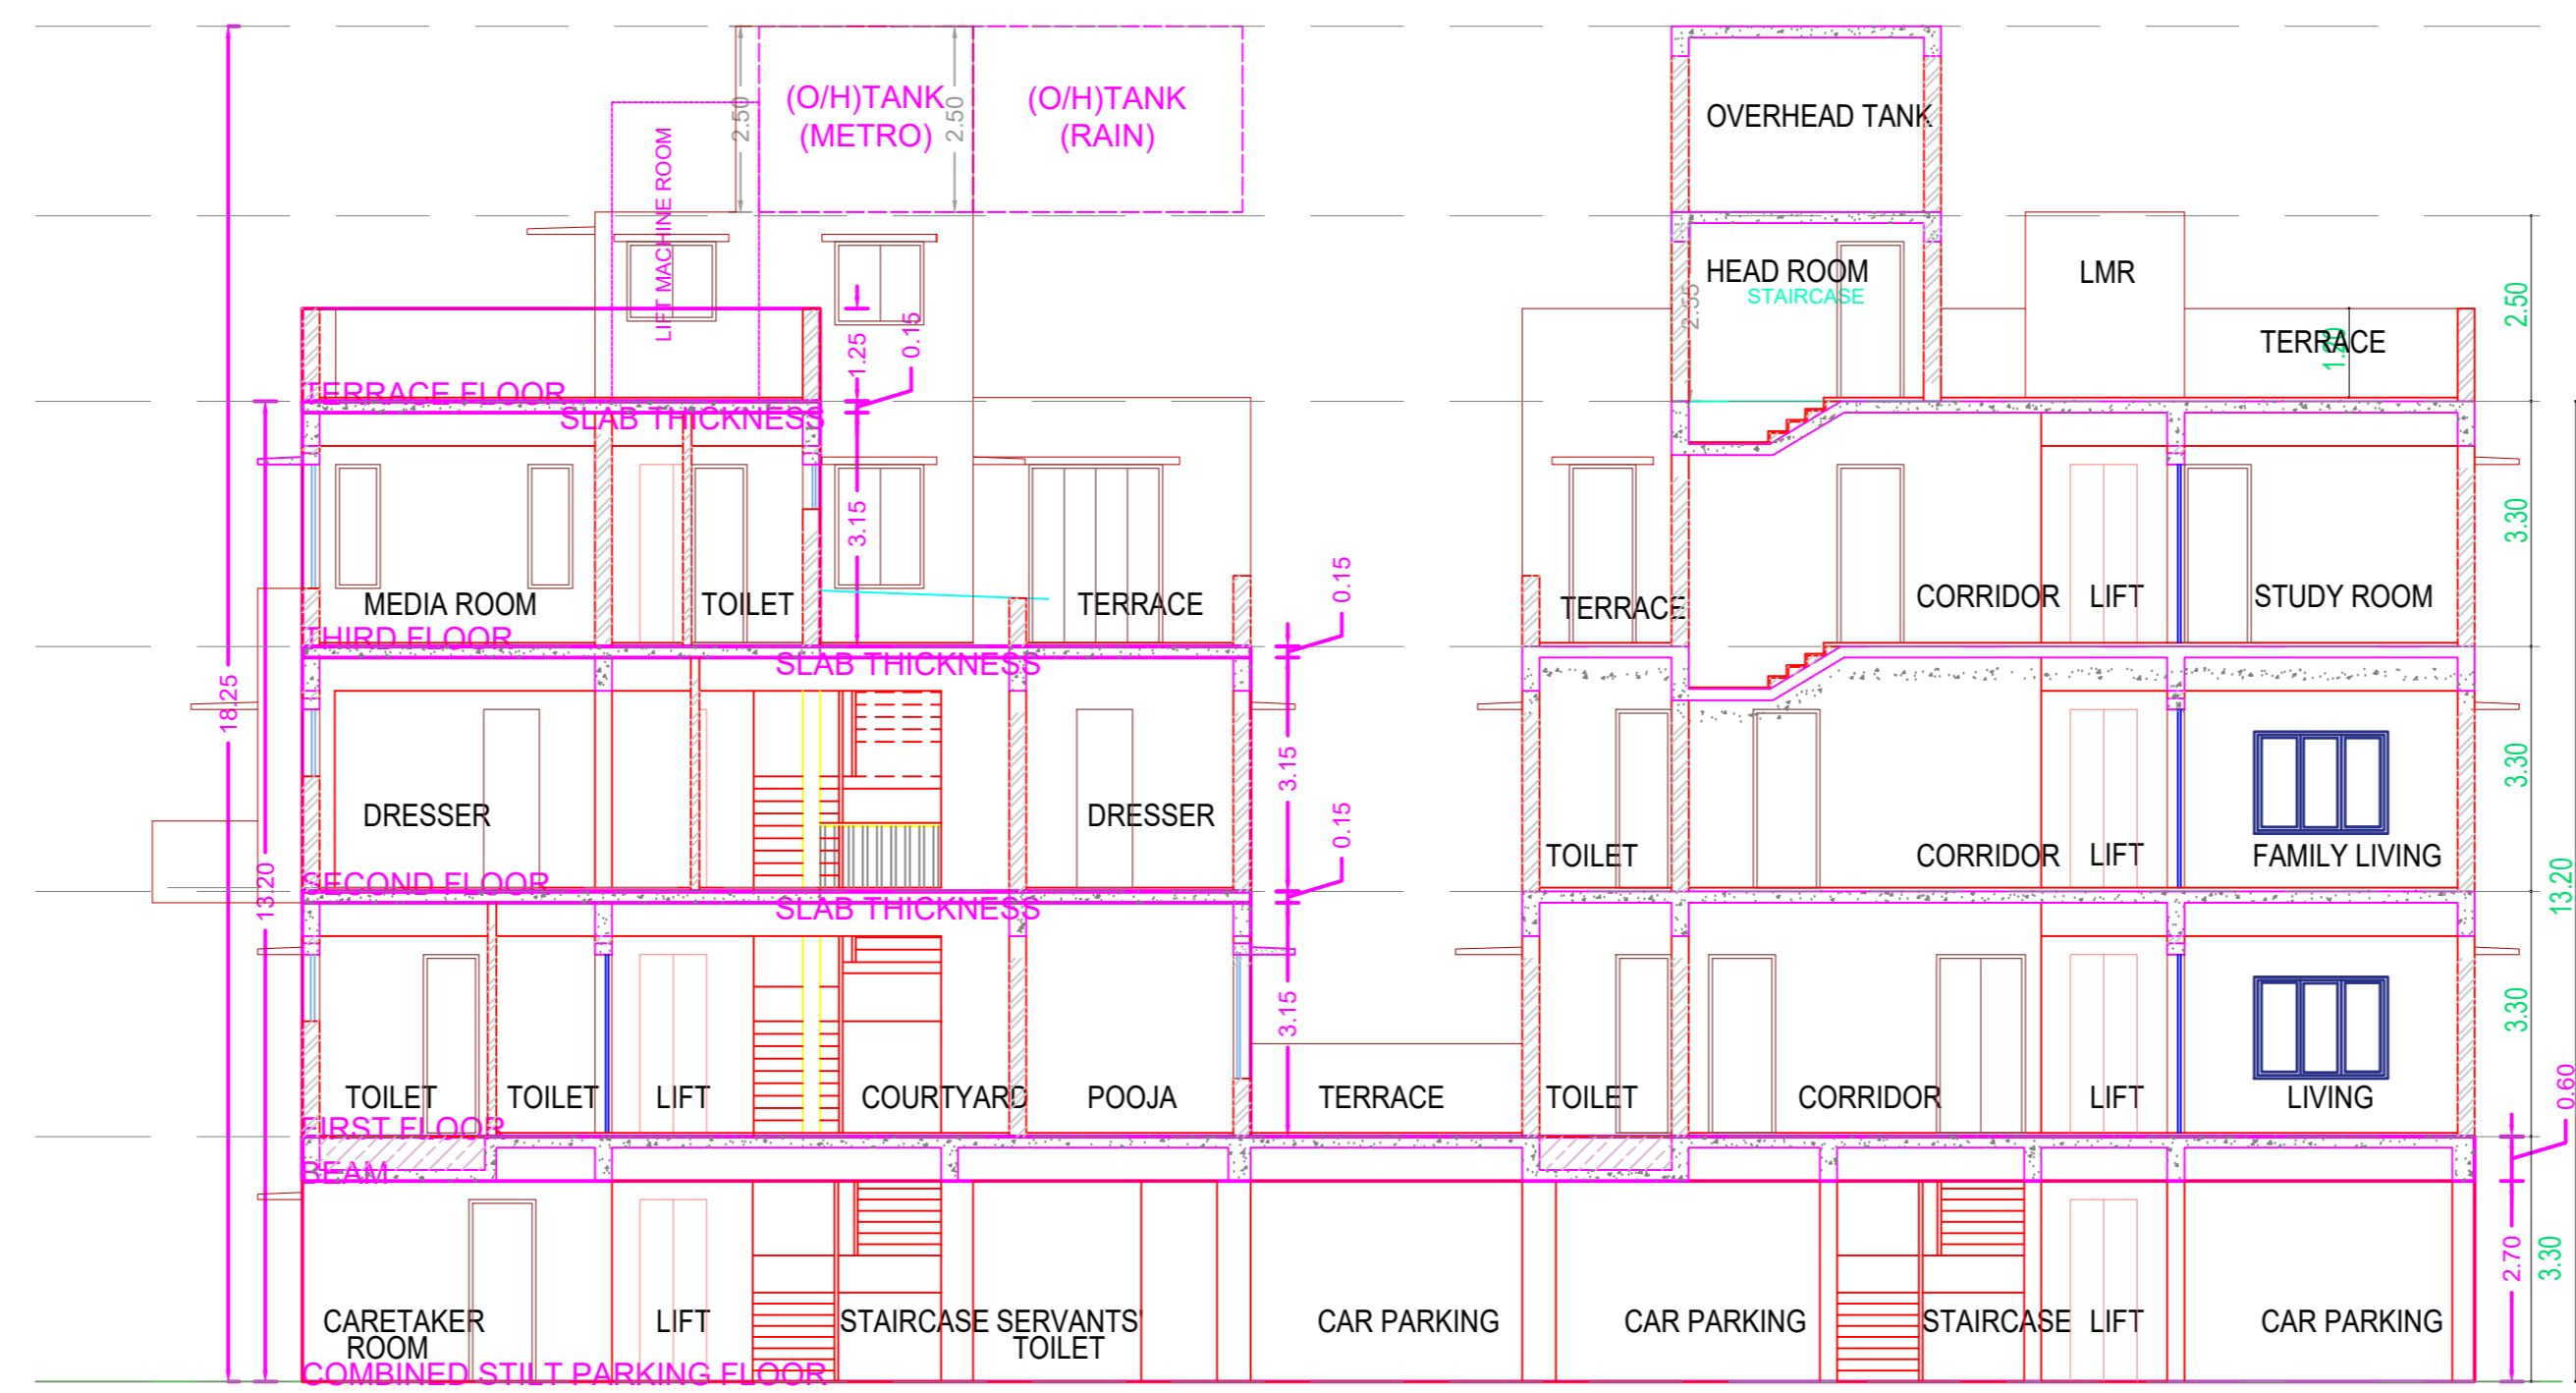 (O/H)TANK
(METRO)
(O/H)TANK
(RAIN)
OVERHEAD TANK
2.50
2.50
LIFT MACHINE ROOM
HEAD ROOM
STAIRCASE
2.55
LMR
TERRACE
2.50
1.25
0.15
TERRACE FLOOR
SLAB THICKNESS
3.15
MEDIA ROOM
TOILET
TERRACE
TERRACE
CORRIDOR
LIFT
STUDY ROOM
3.30
THIRD FLOOR
SLAB THICKNESS
0.15
18.25
3.15
DRESSER
DRESSER
TOILET
CORRIDOR
LIFT
FAMILY LIVING
3.30
13.20
SECOND FLOOR
SLAB THICKNESS
0.15
13.20
3.15
TOILET
TOILET
LIFT
COURTYARD
POOJA
TERRACE
TOILET
CORRIDOR
LIFT
LIVING
3.30
0.60
FIRST FLOOR
BEAM
2.70
3.30
CARETAKER
ROOM
LIFT
STAIRCASE
SERVANTS'
TOILET
CAR PARKING
CAR PARKING
STAIRCASE
LIFT
CAR PARKING
COMBINED STILT PARKING FLOOR